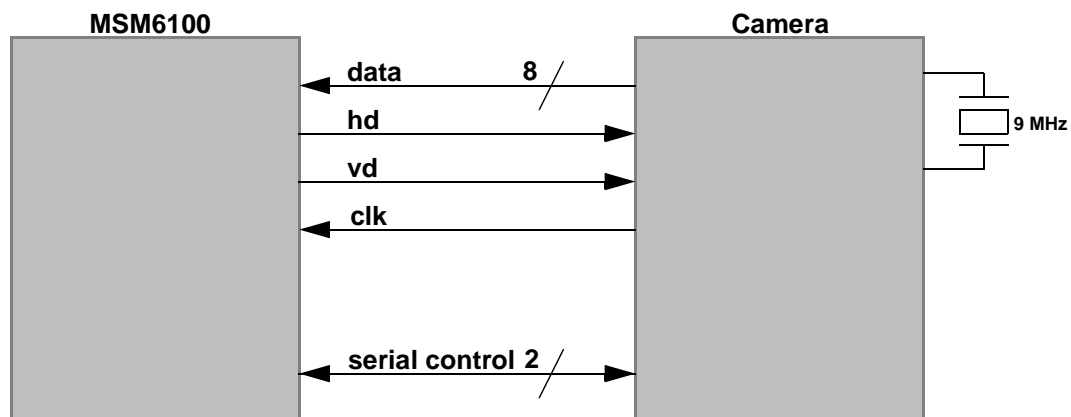 MSM6100
Camera
data 8
hd
vd
clk
serial control 2
9 MHz